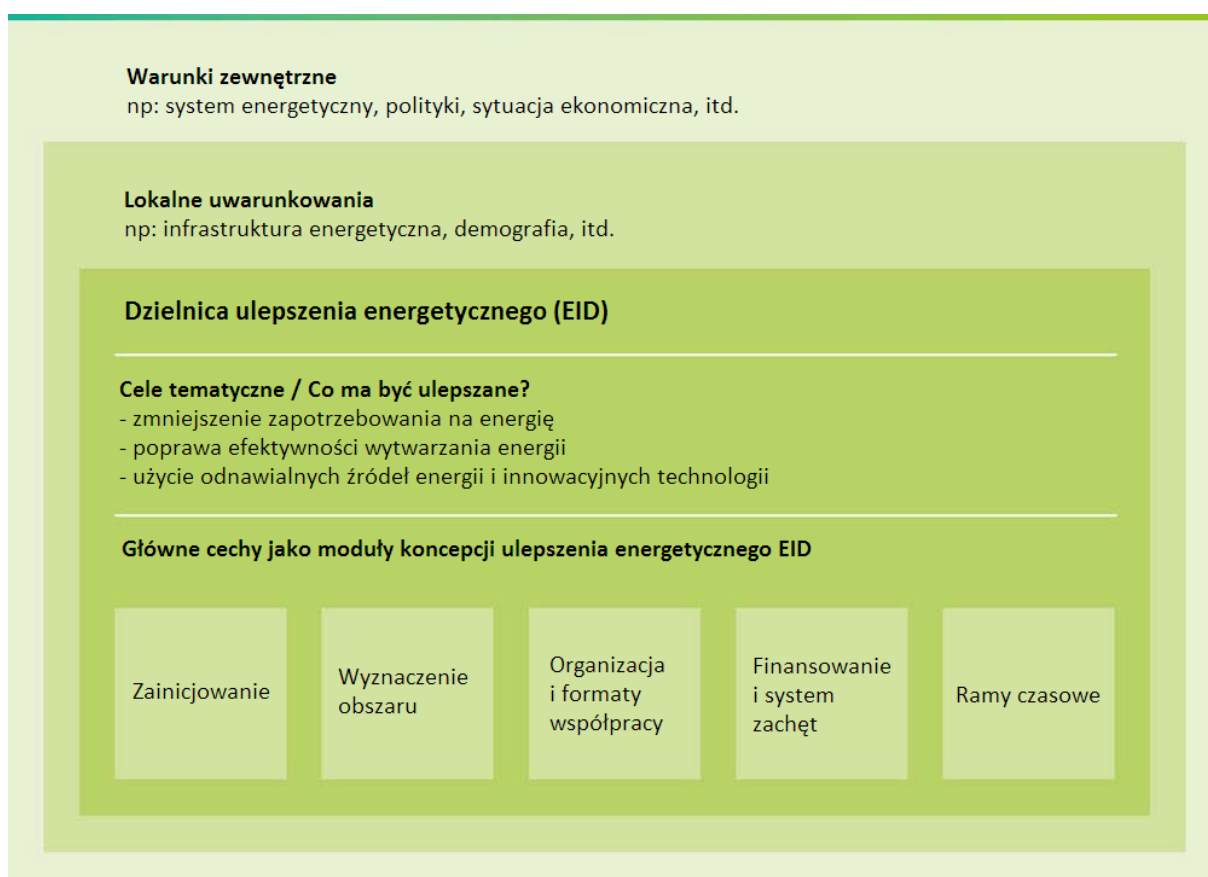 Warunki zewnętrzne
np: system energetyczny, polityki, sytuacja ekonomiczna, itd.
Lokalne uwarunkowania
np: infrastruktura energetyczna, demografia, itd.
Dzielnica ulepszenia energetycznego (EID)
Cele tematyczne / Co ma być ulepszane?
- zmniejszenie zapotrzebowania na energię
- poprawa efektywności wytwarzania energii
- użycie odnawialnych źródeł energii i innowacyjnych technologii
Główne cechy jako moduły koncepcji ulepszenia energetycznego EID
Zainicjowanie
Wyznaczenie
obszaru
Organizacja
i formaty
współpracy
Finansowanie
i system
zachęt
Ramy czasowe